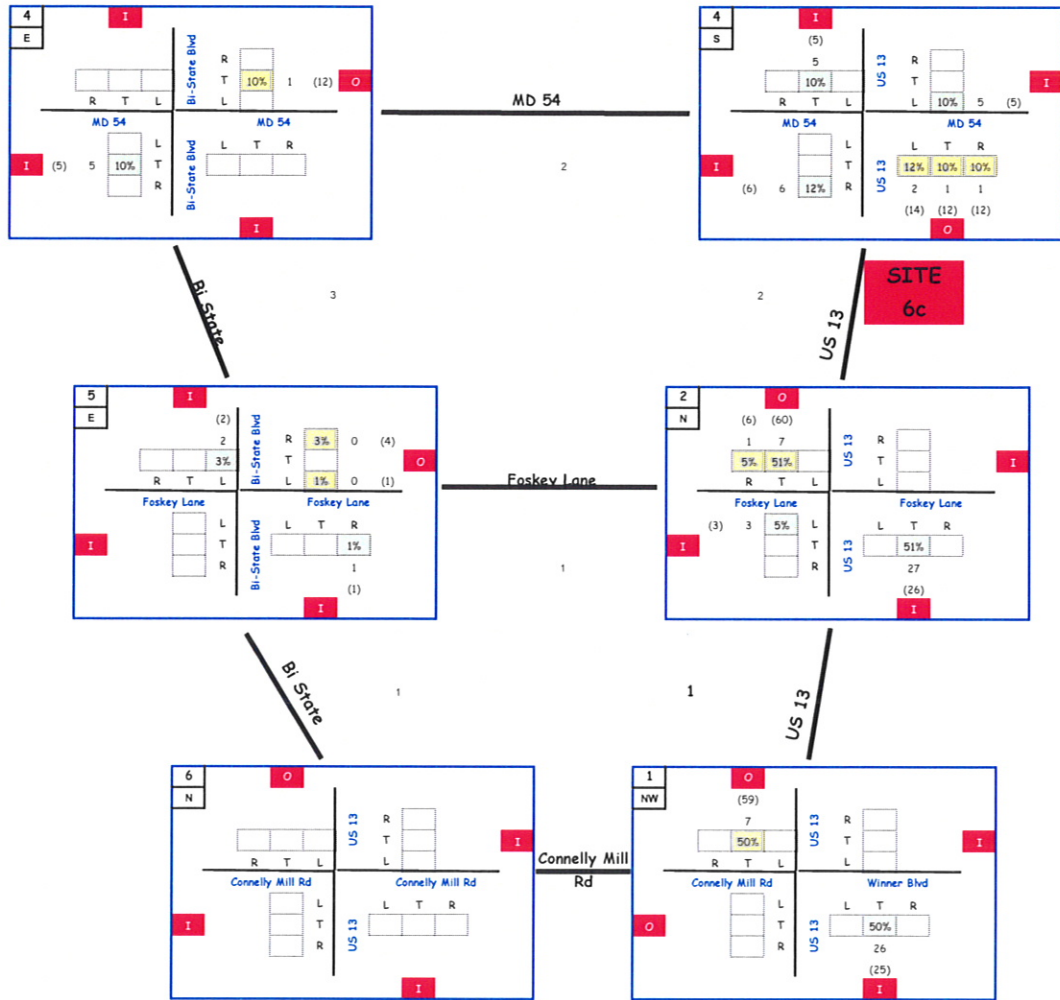 4
E
I
Bi-State Blvd
R
T 10% 1 (12) O
L
R T L
MD 54
MD 54
I (5) 5 10%
L
T
R
Bi-State Blvd
L T R
I
MD 54
2
4
S
I
(5)
5
10%
R T L
US 13
R
T
L 10% 5 (5)
I
MD 54
MD 54
I
L
T
(6) 6 12% R
US 13
L T R
12% 10% 10%
2 1 1
(14) (12) (12)
O
Bi State
3
2
US 13
SITE
6c
5
E
I
(2)
2
3%
R T L
Bi-State Blvd
R 3% 0 (4)
T
L 1% 0 (1)
O
Foskey Lane
Foskey Lane
I
L
T
R
Bi-State Blvd
L T R
1%
1
(1)
I
Foskey Lane
1
2
N
O
(6) (60)
1 7
5% 51%
R T L
US 13
R
T
L
I
Foskey Lane
Foskey Lane
I
(3) 3 5% L
T
R
US 13
L T R
51%
27
(26)
I
Bi State
1
1
US 13
6
N
O
R T L
US 13
R
T
L
I
Connelly Mill Rd
Connelly Mill Rd
I
L
T
R
US 13
L T R
I
Connelly Mill
Rd
1
NW
O
(59)
7
50%
R T L
US 13
R
T
L
I
Connelly Mill Rd
Winner Blvd
O
L
T
R
US 13
L T R
50%
26
(25)
I